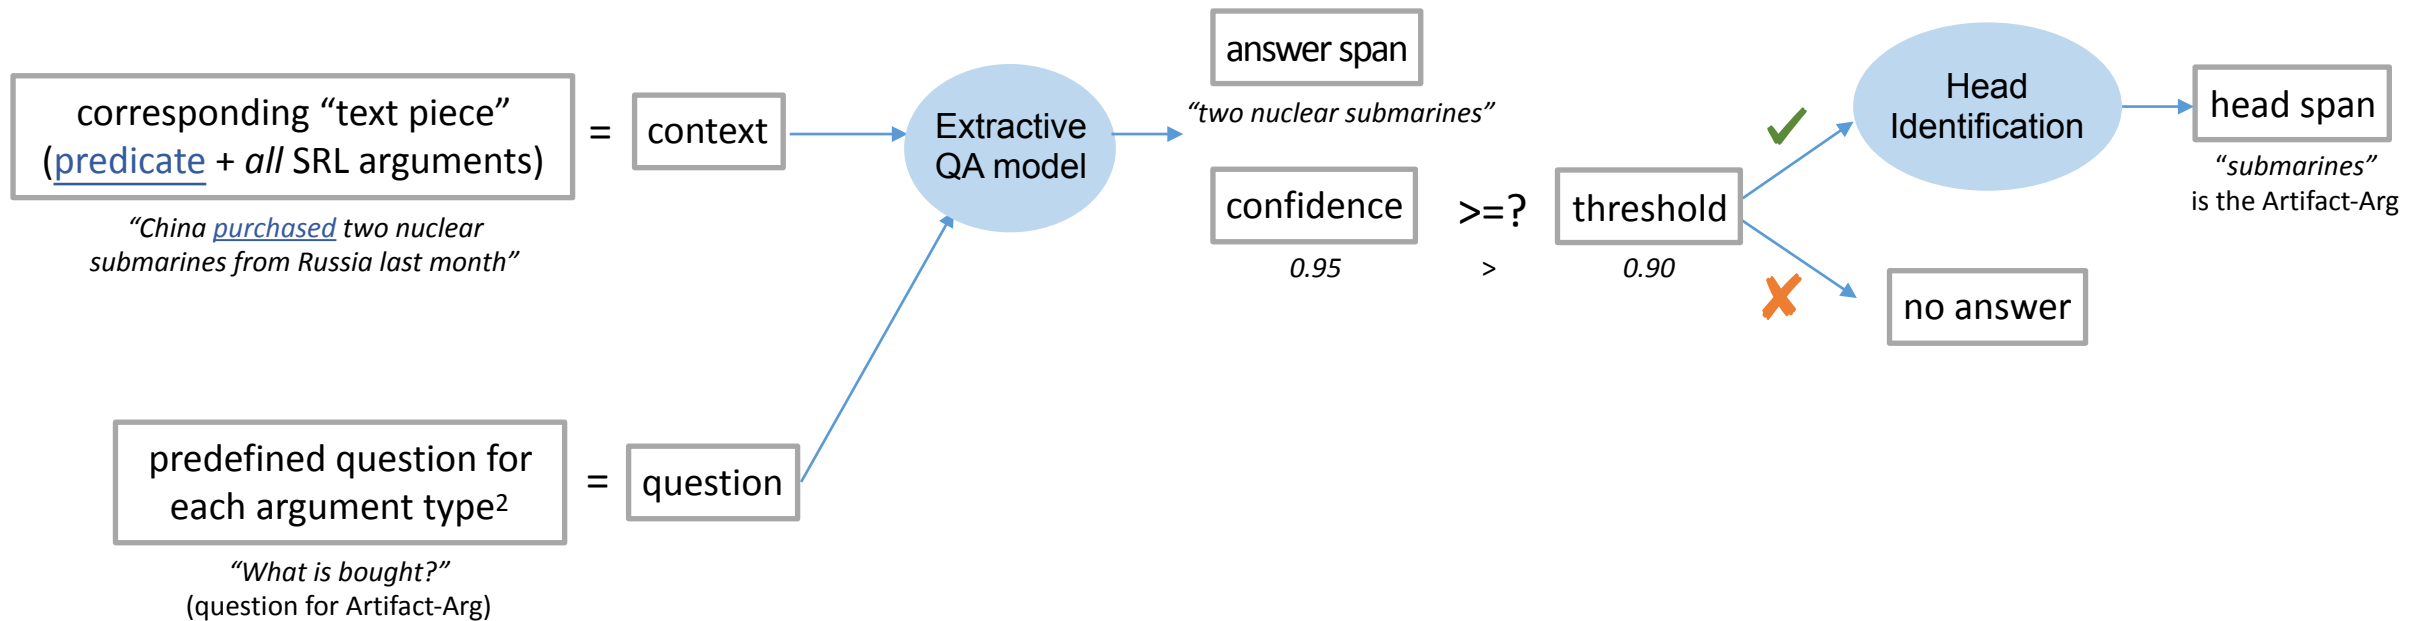 corresponding “text piece”
(predicate + all SRL arguments)
“China purchased two nuclear
submarines from Russia last month”
=
context
predefined question for
each argument type²
“What is bought?”
(question for Artifact-Arg)
=
question
Extractive
QA model
answer span
“two nuclear submarines”
confidence
0.95
>=?
>
threshold
0.90
Head
Identification
no answer
head span
“submarines”
is the Artifact-Arg